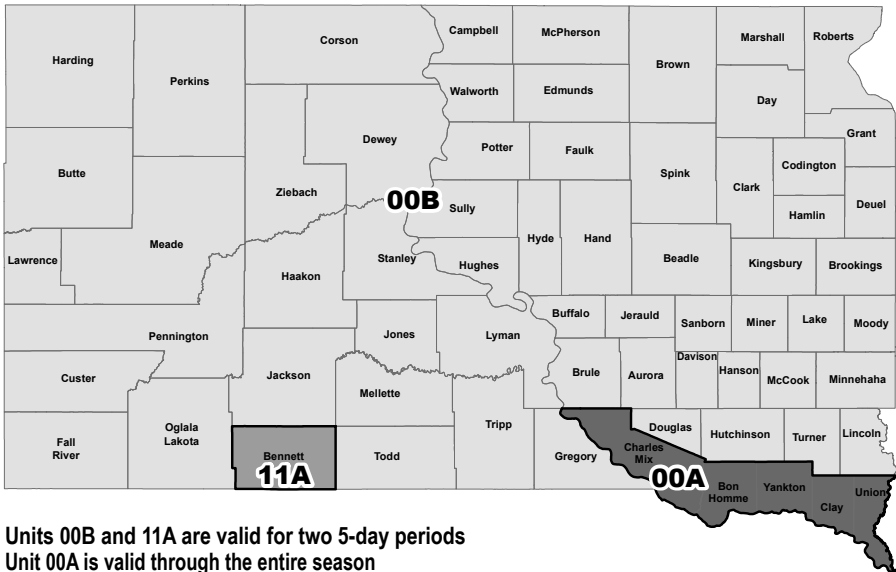 Harding
Perkins
Corson
Campbell
McPherson
Brown
Marshall
Roberts
Walworth
Edmunds
Day
Dewey
Grant
Butte
Ziebach
Potter
Faulk
Spink
Clark
Codington
00B
Sully
Hyde
Hand
Hamlin
Deuel
Lawrence
Meade
Haakon
Stanley
Hughes
Beadle
Kingsbury
Brookings
Pennington
Jones
Lyman
Buffalo
Jerauld
Sanborn
Miner
Lake
Moody
Custer
Jackson
Mellette
Brule
Aurora
Davison
Hanson
McCook
Minnehaha
Fall
River
Oglala
Lakota
Bennett
11A
Todd
Tripp
Gregory
Charles
Mix
Douglas
Hutchinson
Turner
Lincoln
00A
Bon
Homme
Yankton
Clay
Union
Units 00B and 11A are valid for two 5-day periods
Unit 00A is valid through the entire season